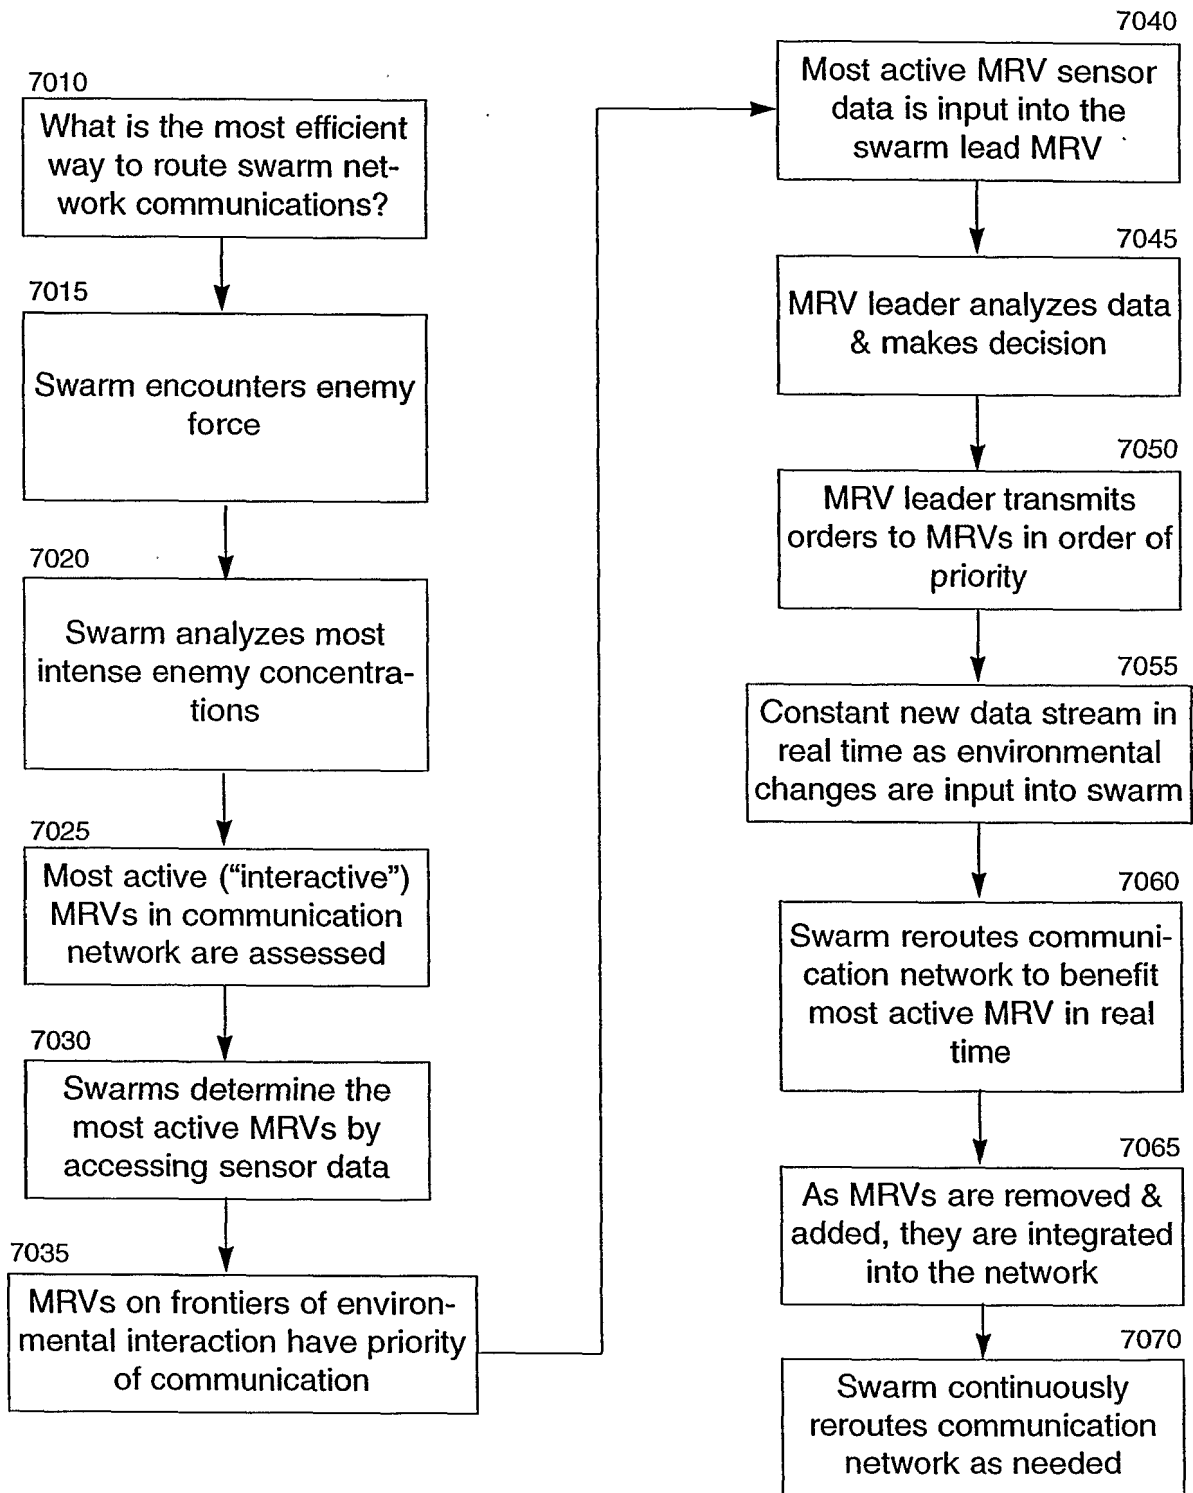 7010
What is the most efficient
way to route swarm net-
work communications?
7015
Swarm encounters enemy
force
7020
Swarm analyzes most
intense enemy concentra-
tions
7025
Most active (“interactive”)
MRVs in communication
network are assessed
7030
Swarms determine the
most active MRVs by
accessing sensor data
7035
MRVs on frontiers of environ-
mental interaction have priority
of communication
7040
Most active MRV sensor
data is input into the
swarm lead MRV
7045
MRV leader analyzes data
& makes decision
7050
MRV leader transmits
orders to MRVs in order of
priority
7055
Constant new data stream in
real time as environmental
changes are input into swarm
7060
Swarm reroutes communi-
cation network to benefit
most active MRV in real
time
7065
As MRVs are removed &
added, they are integrated
into the network
7070
Swarm continuously
reroutes communication
network as needed